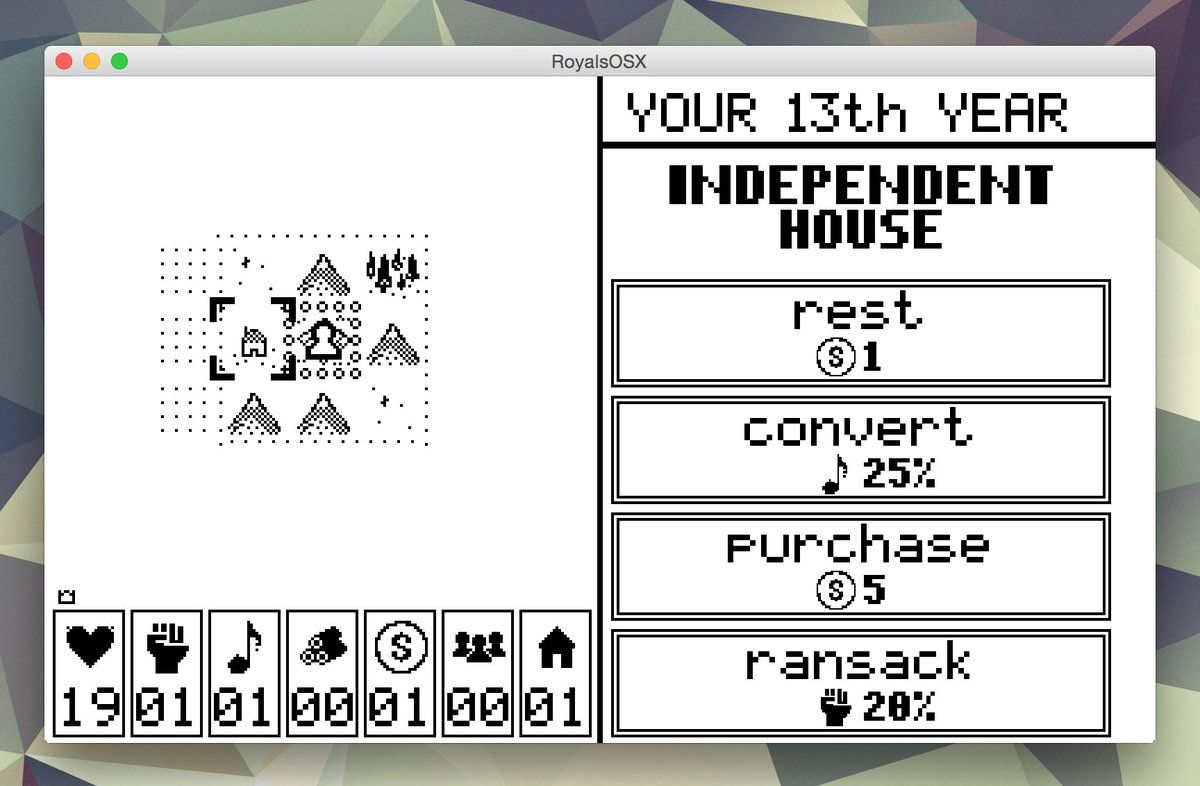 RoyalsOSX
YOUR 13th YEAR
INDEPENDENT
HOUSE
rest
$ 1
convert
25%
purchase
$ 5
ransack
20%
19 01 01 00 $ 01 00 01